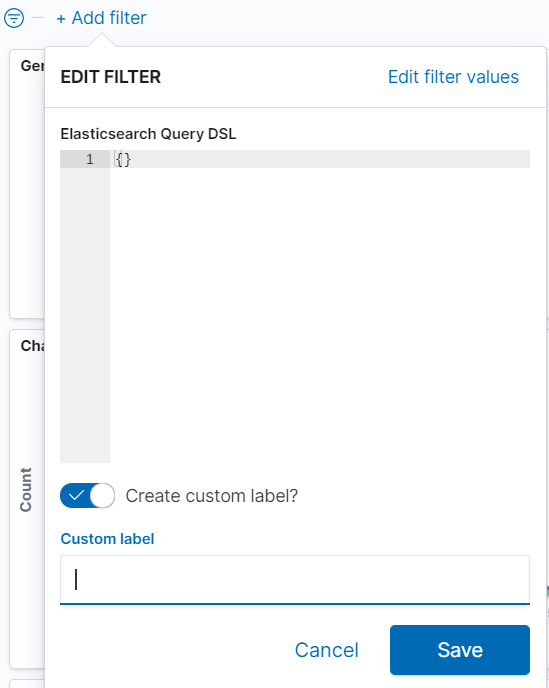 + Add filter
Ger
EDIT FILTER
Edit filter values
Elasticsearch Query DSL
1 {}
Cha
Count
Create custom label?
Custom label
Cancel
Save